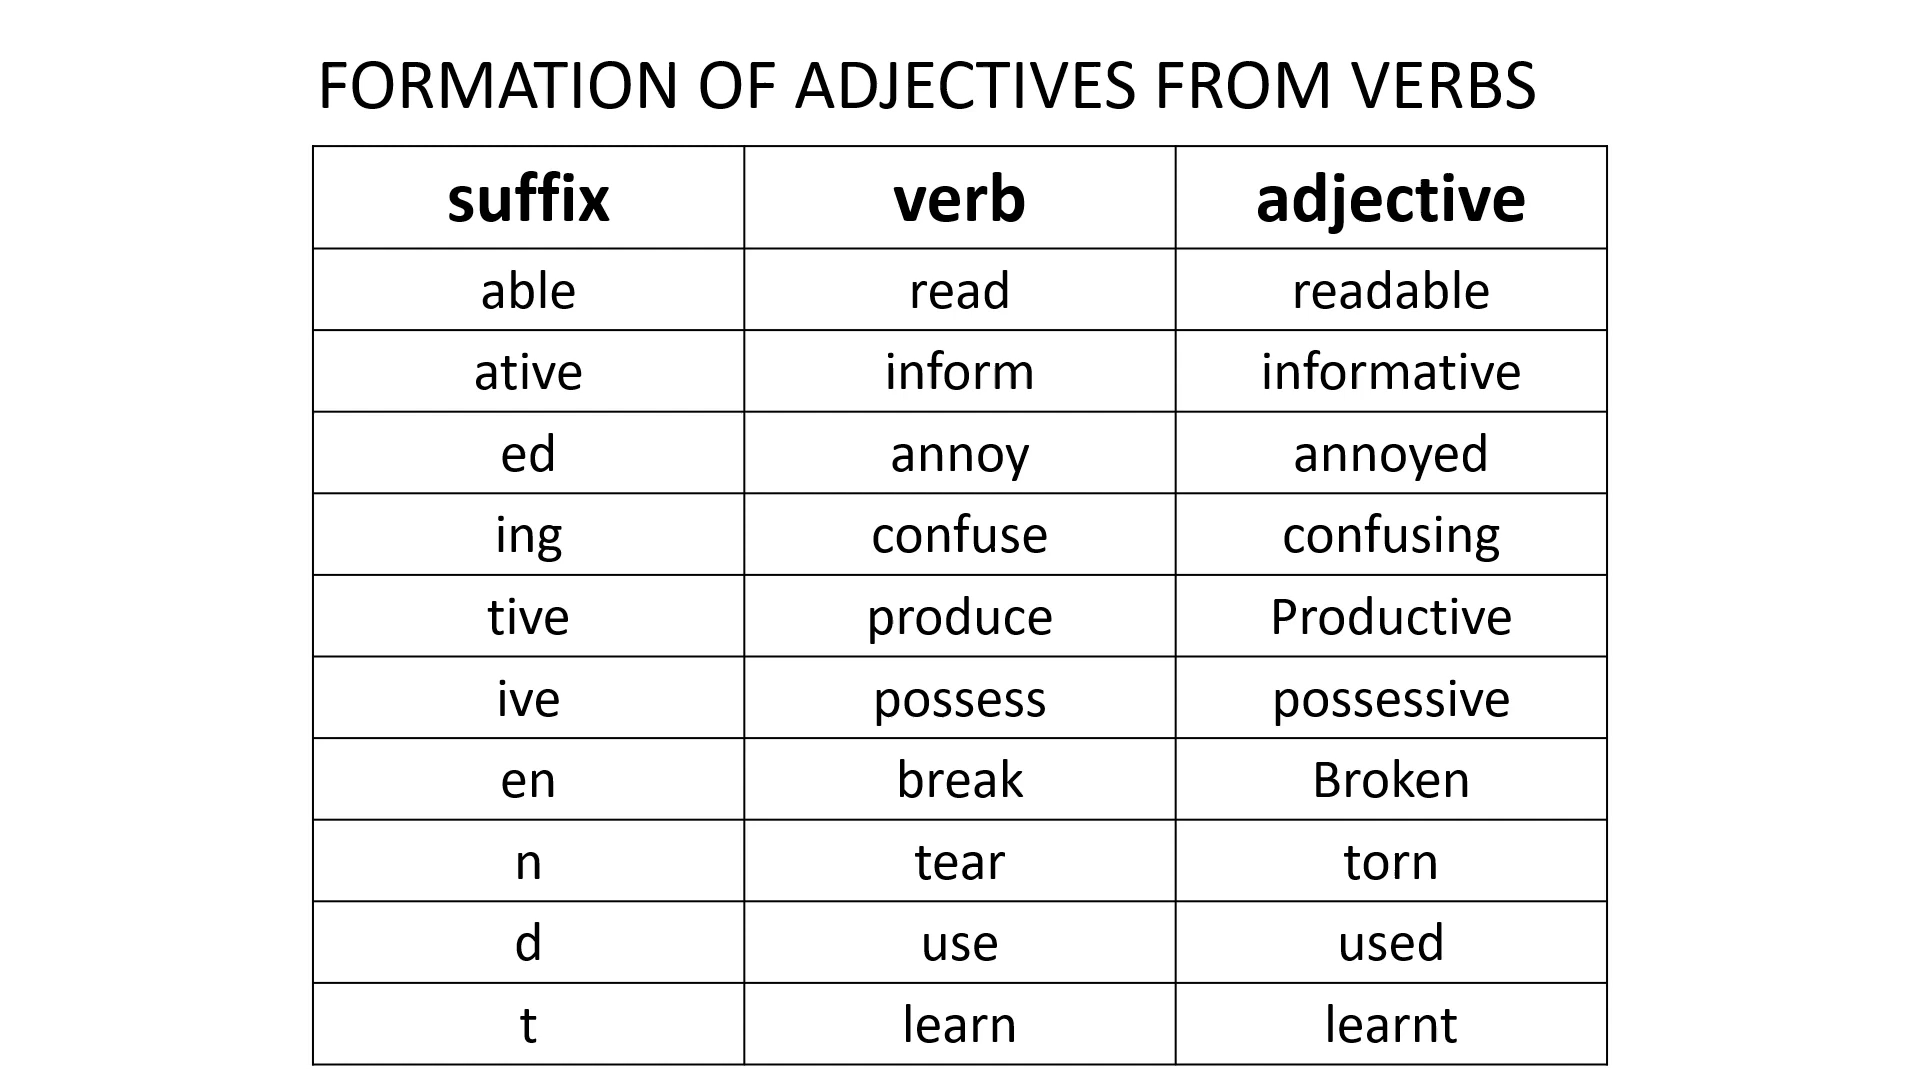 FORMATION OF ADJECTIVES FROM VERBS
suffix verb adjective
able read readable
ative inform informative
ed annoy annoyed
ing confuse confusing
tive produce Productive
ive possess possessive
en break Broken
n tear torn
d use used
t learn learnt